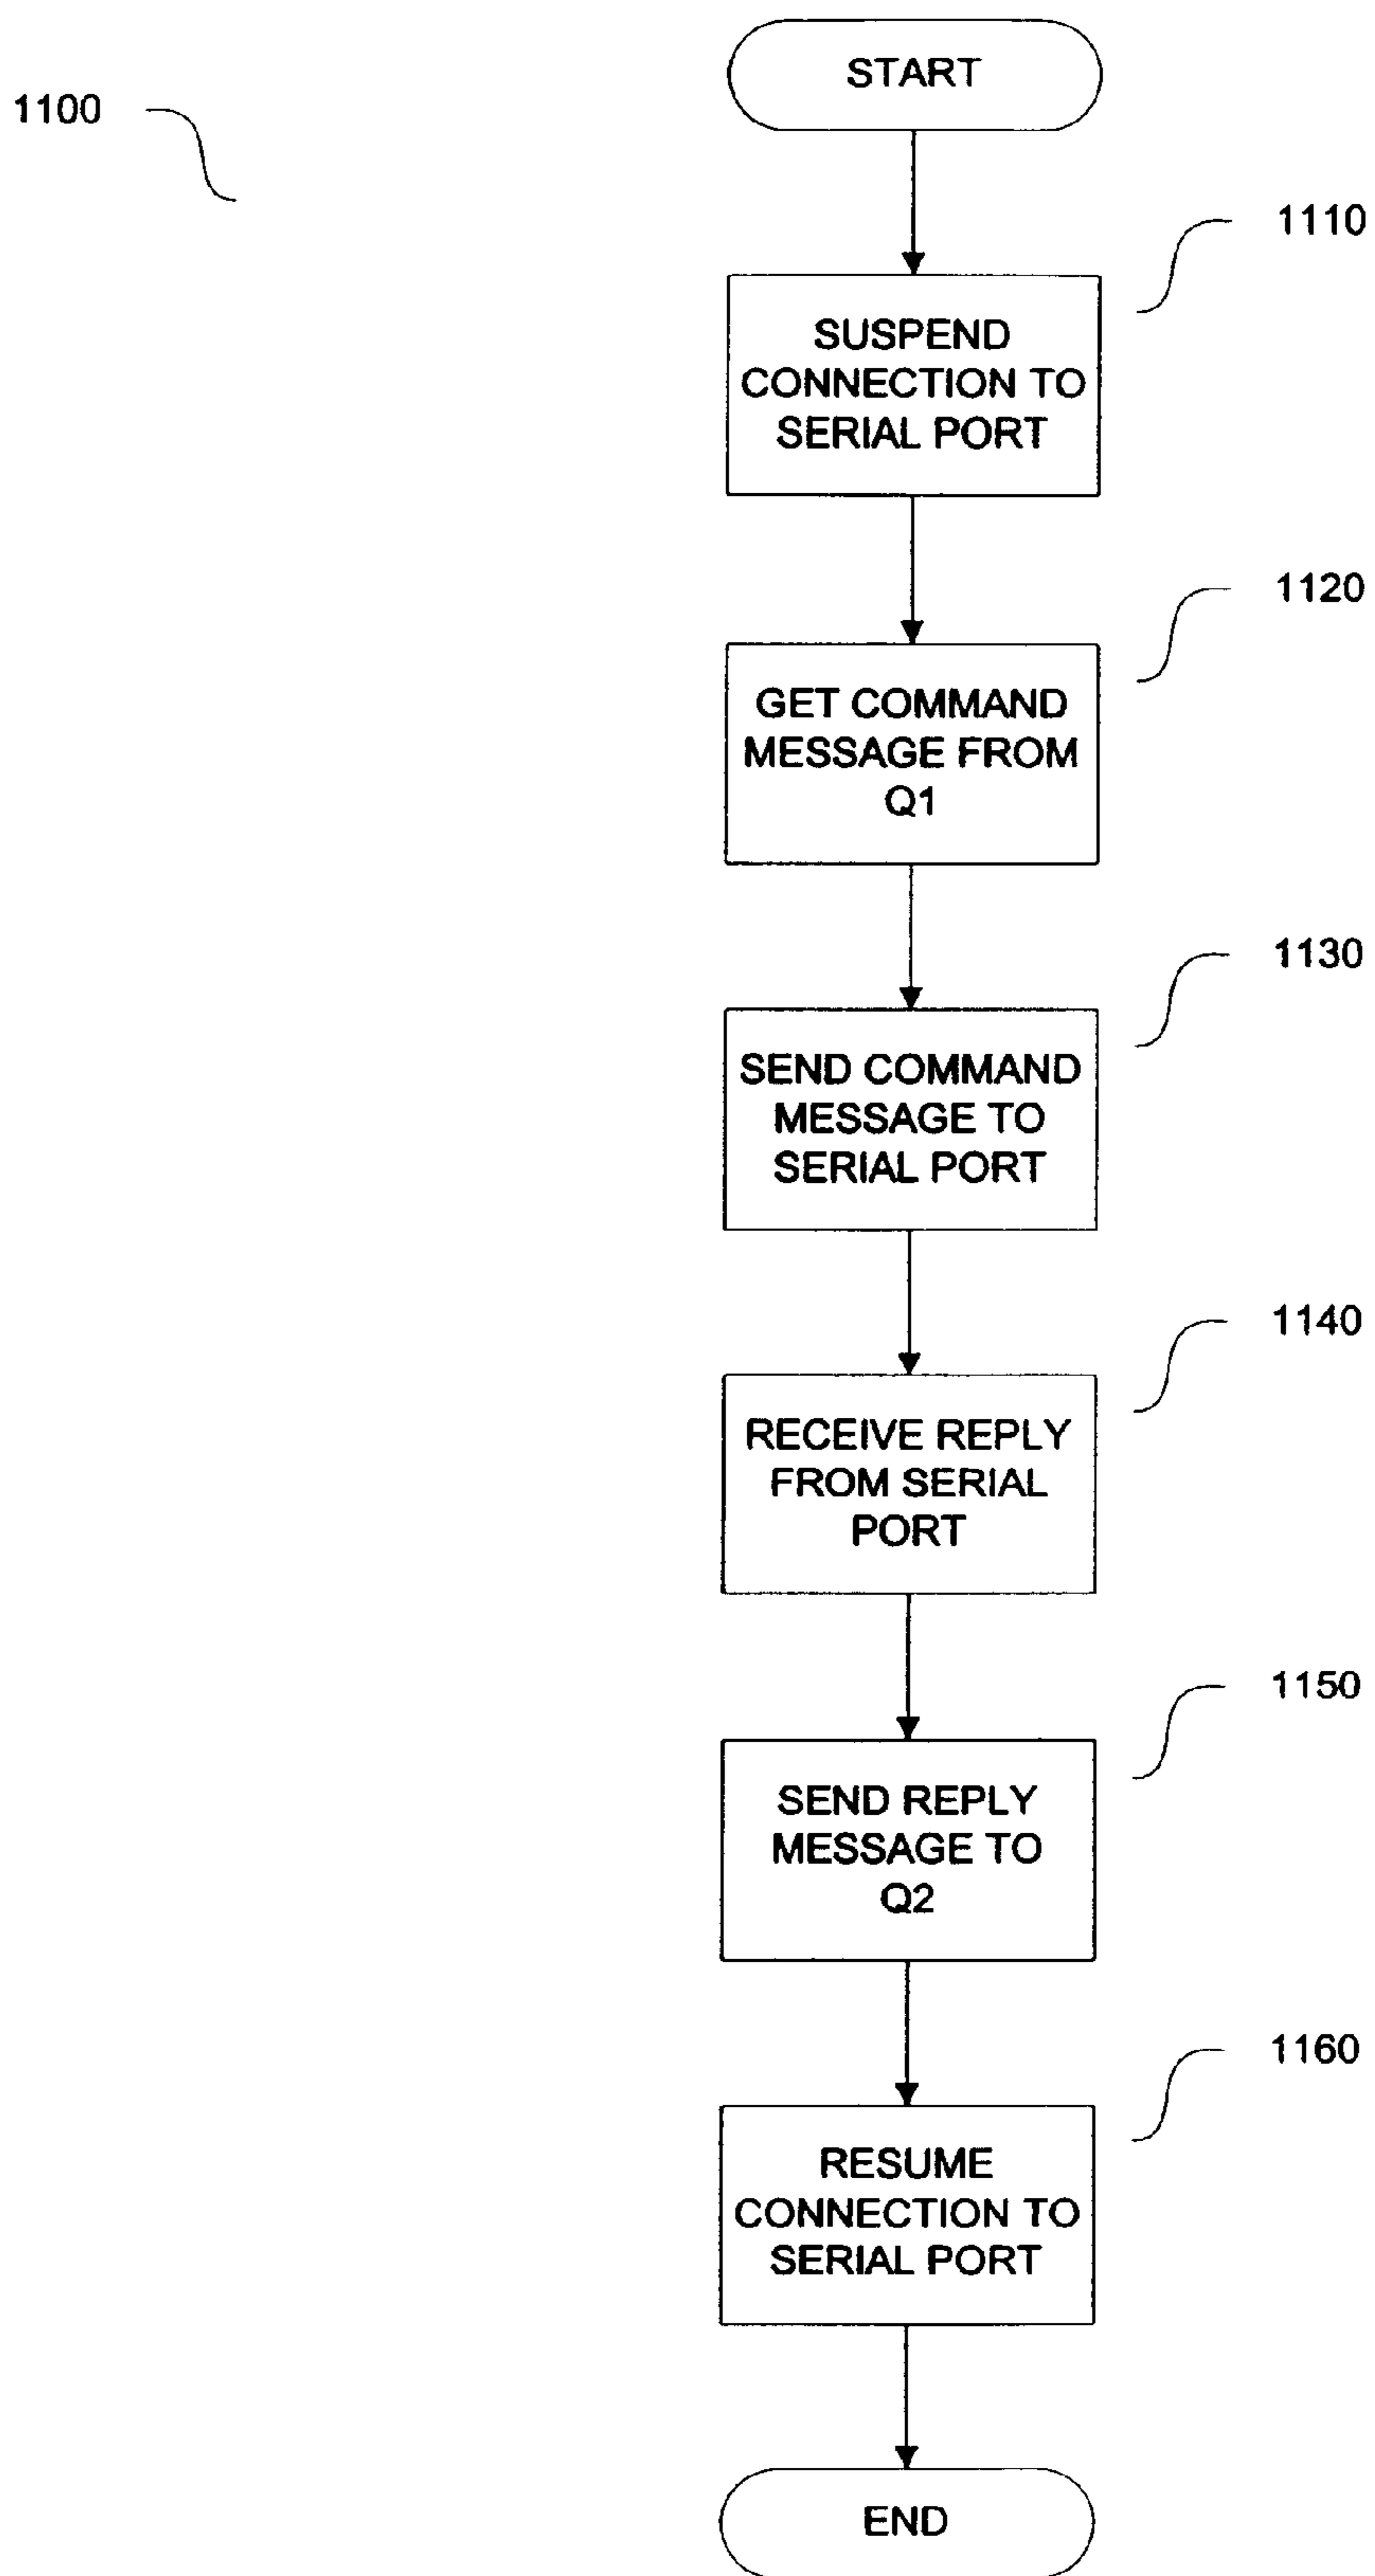 START
1100
1110
SUSPEND
CONNECTION TO
SERIAL PORT
1120
GET COMMAND
MESSAGE FROM
Q1
1130
SEND COMMAND
MESSAGE TO
SERIAL PORT
1140
RECEIVE REPLY
FROM SERIAL
PORT
1150
SEND REPLY
MESSAGE TO
Q2
1160
RESUME
CONNECTION TO
SERIAL PORT
END